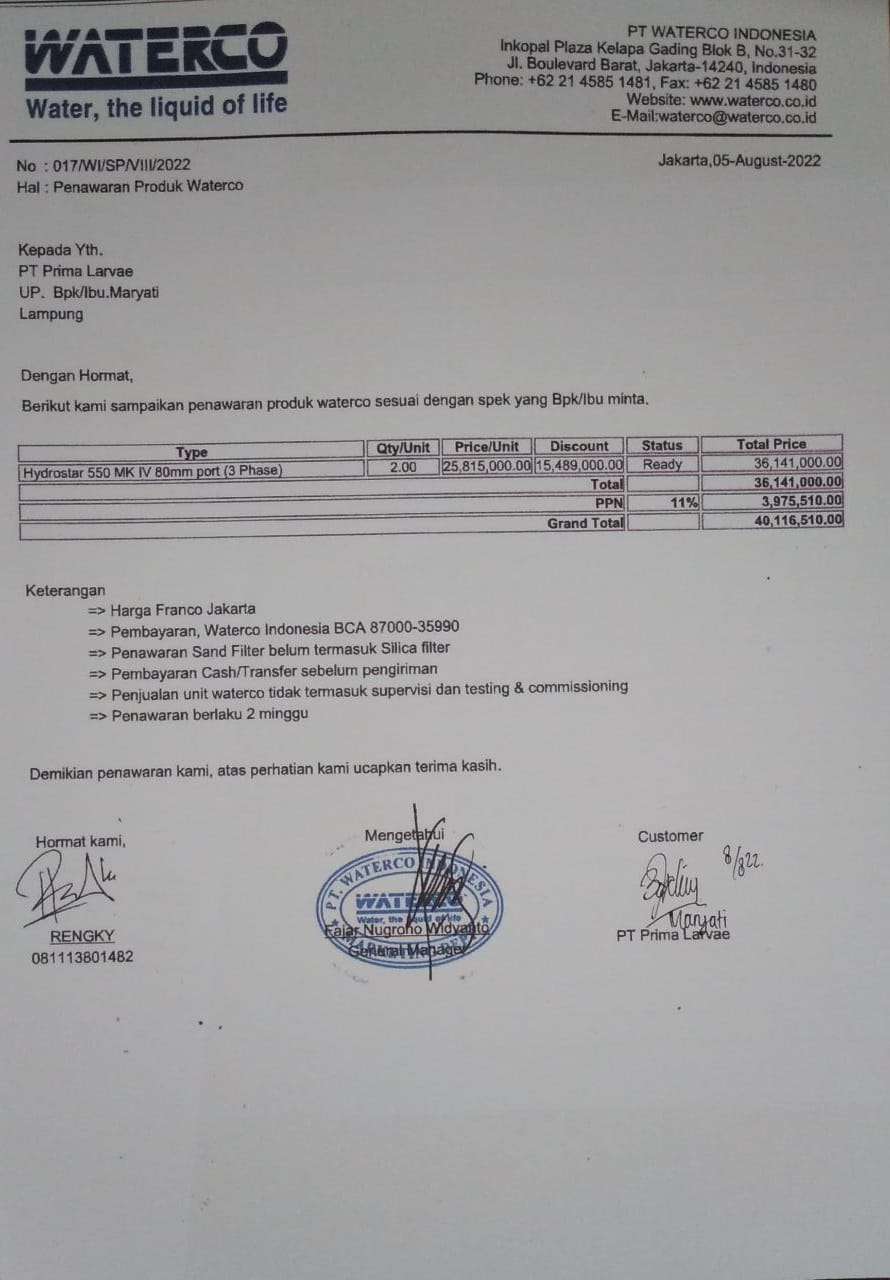 WATERCO
Water, the liquid of life
PT WATERCO INDONESIA
Inkopal Plaza Kelapa Gading Blok B, No.31-32
Jl. Boulevard Barat, Jakarta-14240, Indonesia
Phone: +62 21 4585 1481, Fax: +62 21 4585 1480
Website: www.waterco.co.id
E-Mail:waterco@waterco.co.id
No : 017/WI/SP/VIII/2022
Jakarta,05-August-2022
Hal : Penawaran Produk Waterco
Kepada Yth.
PT Prima Larvae
UP. Bpk/Ibu.Maryati
Lampung
Dengan Hormat,
Berikut kami sampaikan penawaran produk waterco sesuai dengan spek yang Bpk/Ibu minta.
Type Qty/Unit Price/Unit Discount Status Total Price
Hydrostar 550 MK IV 80mm port (3 Phase) 2.00 25,815,000.00 15,489,000.00 Ready 36,141,000.00
Total 36,141,000.00
PPN 11% 3,975,510.00
Grand Total 40,116,510.00
Keterangan
=> Harga Franco Jakarta
=> Pembayaran, Waterco Indonesia BCA 87000-35990
=> Penawaran Sand Filter belum termasuk Silica filter
=> Pembayaran Cash/Transfer sebelum pengiriman
=> Penjualan unit waterco tidak termasuk supervisi dan testing & commissioning
=> Penawaran berlaku 2 minggu
Demikian penawaran kami, atas perhatian kami ucapkan terima kasih.
Hormat kami,
RENGKY
081113801482
Mengetahui
PT. WATERCO INDONESIA
WATERCO
Water, the liquid of life
Fajar Nugroho Widyanto
General Manager
Customer
8/822.
Maryati
PT Prima Larvae